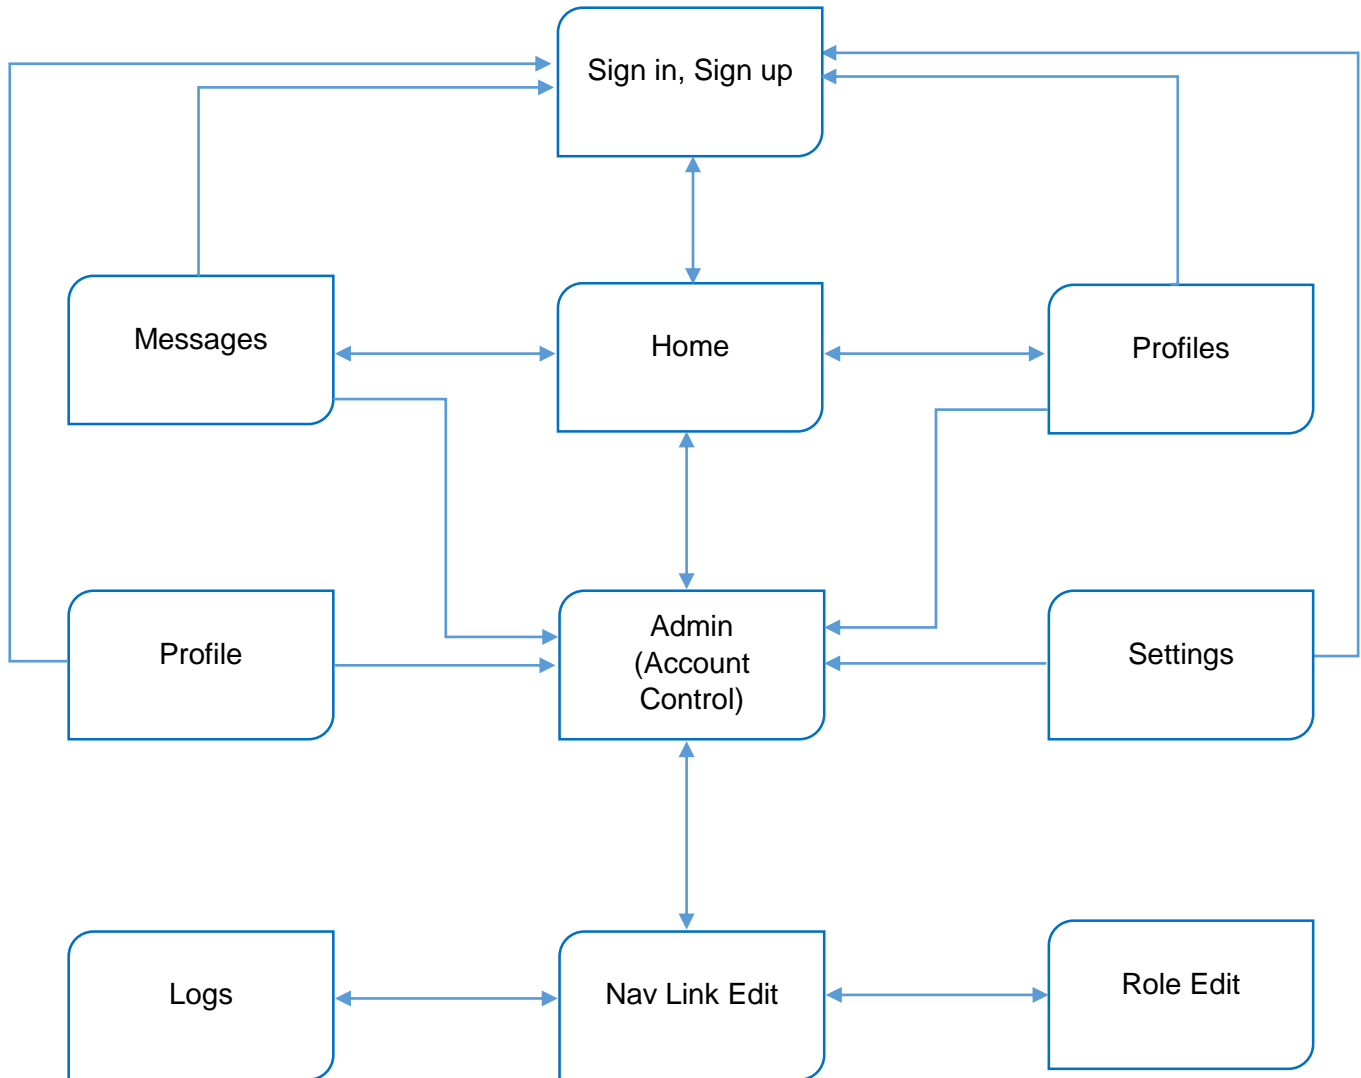 Sign in, Sign up
Messages
Home
Profiles
Profile
Admin
(Account
Control)
Settings
Logs
Nav Link Edit
Role Edit